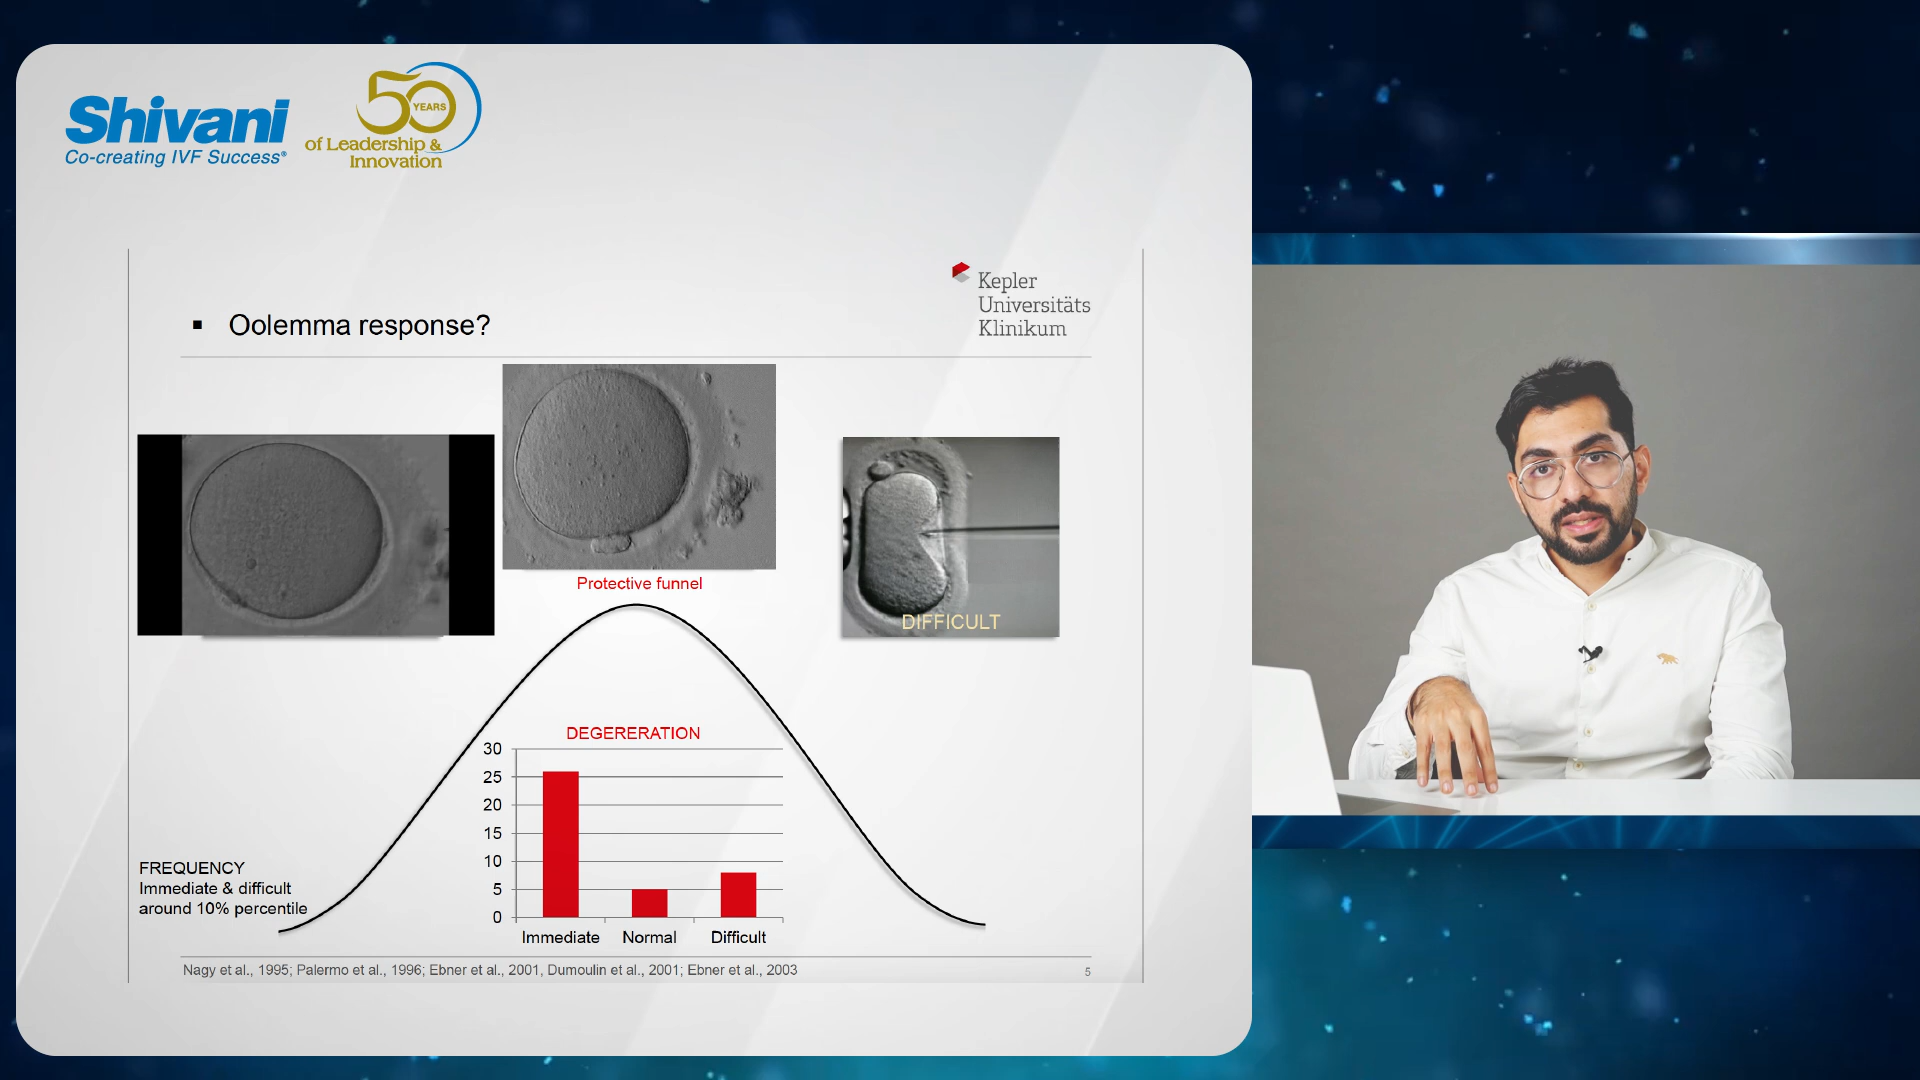 Shivani
Co-creating IVF Success®
50
YEARS
of Leadership &
Innovation
Kepler
Universitäts
Klinikum
▪ Oolemma response?
Protective funnel
DIFFICULT
DEGERERATION
30
25
20
15
10
5
0
Immediate Normal Difficult
FREQUENCY
Immediate & difficult
around 10% percentile
Nagy et al., 1995; Palermo et al., 1996; Ebner et al., 2001, Dumoulin et al., 2001; Ebner et al., 2003
5